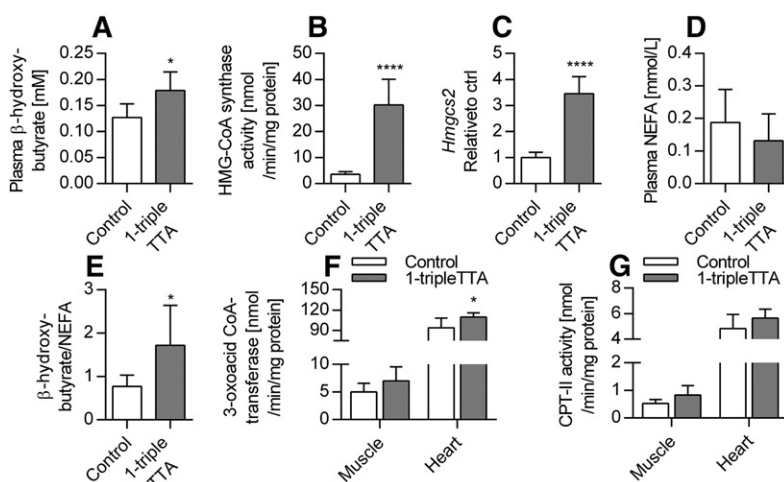 A
Plasma β-hydroxy-
butyrate [mM]
0.25
0.20
0.15
0.10
0.05
0.00
*
Control
1-triple
TTA
B
HMG-CoA synthase
activity [nmol
/min/mg protein]
50
40
30
20
10
0
****
Control
1-triple
TTA
C
Hmgcs2
Relativeto ctrl
5
4
3
2
1
0
****
Control
1-triple
TTA
D
Plasma NEFA [mmol/L]
0.4
0.3
0.2
0.1
0.0
Control
1-triple
TTA
E
β-hydroxy-
butyrate/NEFA
3
2
1
0
*
Control
1-triple
TTA
F
Control
1-tripleTTA
3-oxoacid CoA-
transferase [nmol
/min/mg protein]
150
120
90
10
5
0
*
Muscle
Heart
G
Control
1-tripleTTA
CPT-II activity [nmol
/min/mg protein]
8
6
4
2
1
0
Muscle
Heart